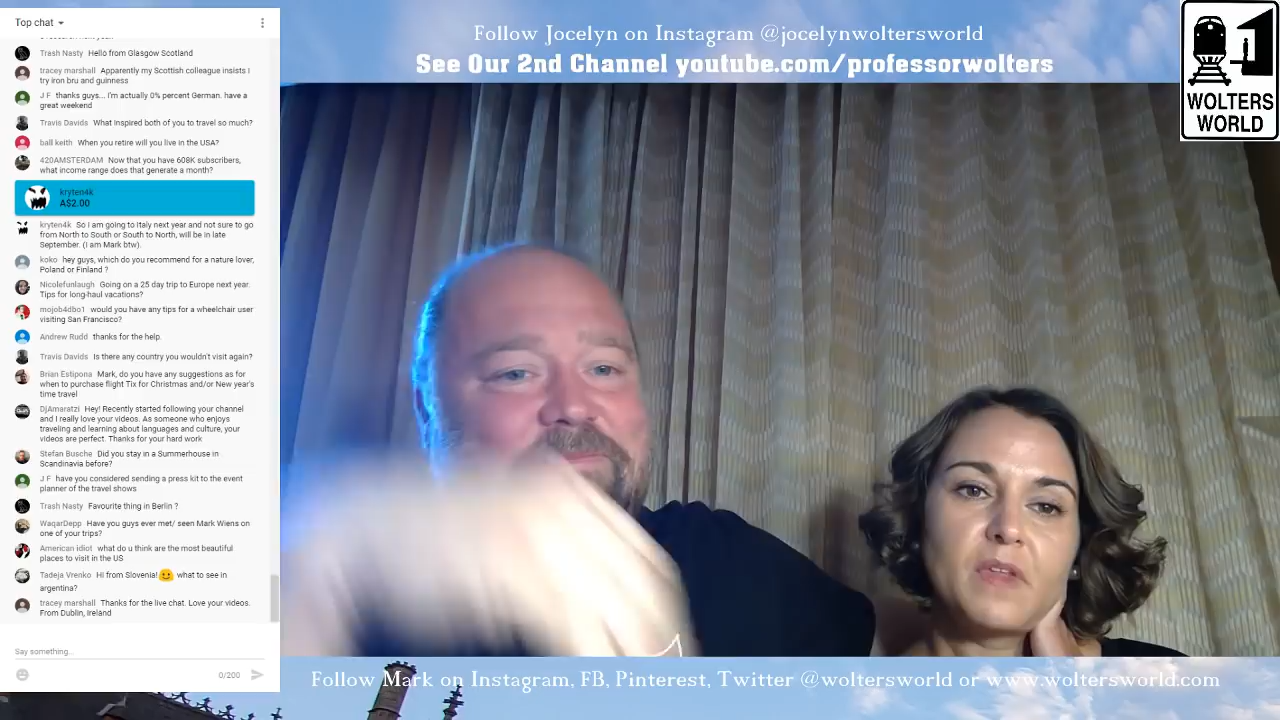 Top chat
Trash Nasty Hello from Glasgow Scotland
tracey marshall Apparently my Scottish colleague insists I
try iron bru and guinness
J F thanks guys... I'm actually 0% percent German. have a
great weekend
Travis Davids What inspired both of you to travel so much?
ball keith When you retire will you live in the USA?
420AMSTERDAM Now that you have 608K subscribers,
what income range does that generate a month?
kryten4k
A$2.00
kryten4k So I am going to Italy next year and not sure to go
from North to South or South to North, will be in late
September. (I am Mark btw).
koko hey guys, which do you recommend for a nature lover,
Poland or Finland ?
Nicolefunlaugh Going on a 25 day trip to Europe next year.
Tips for long-haul vacations?
mojob4dbo1 would you have any tips for a wheelchair user
visiting San Francisco?
Andrew Rudd thanks for the help.
Travis Davids Is there any country you wouldn't visit again?
Brian Estipona Mark, do you have any suggestions as for
when to purchase flight Tix for Christmas and/or New year's
time travel
DjAmaratzi Hey! Recently started following your channel
and I really love your videos. As someone who enjoys
traveling and learning about languages and culture, your
videos are perfect. Thanks for your hard work
Stefan Busche Did you stay in a Summerhouse in
Scandinavia before?
J F have you considered sending a press kit to the event
planner of the travel shows
Trash Nasty Favourite thing in Berlin ?
WaqarDepp Have you guys ever met/ seen Mark Wiens on
one of your trips?
American idiot what do u think are the most beautiful
places to visit in the US
Tadeja Vrenko Hi from Slovenia! what to see in
argentina?
tracey marshall Thanks for the live chat. Love your videos.
From Dublin, Ireland
Say something...
0/200
Follow Jocelyn on Instagram @jocelynwoltersworld
See Our 2nd Channel youtube.com/professorwolters
WOLTERS
WORLD
Follow Mark on Instagram, FB, Pinterest, Twitter @woltersworld or www.woltersworld.com